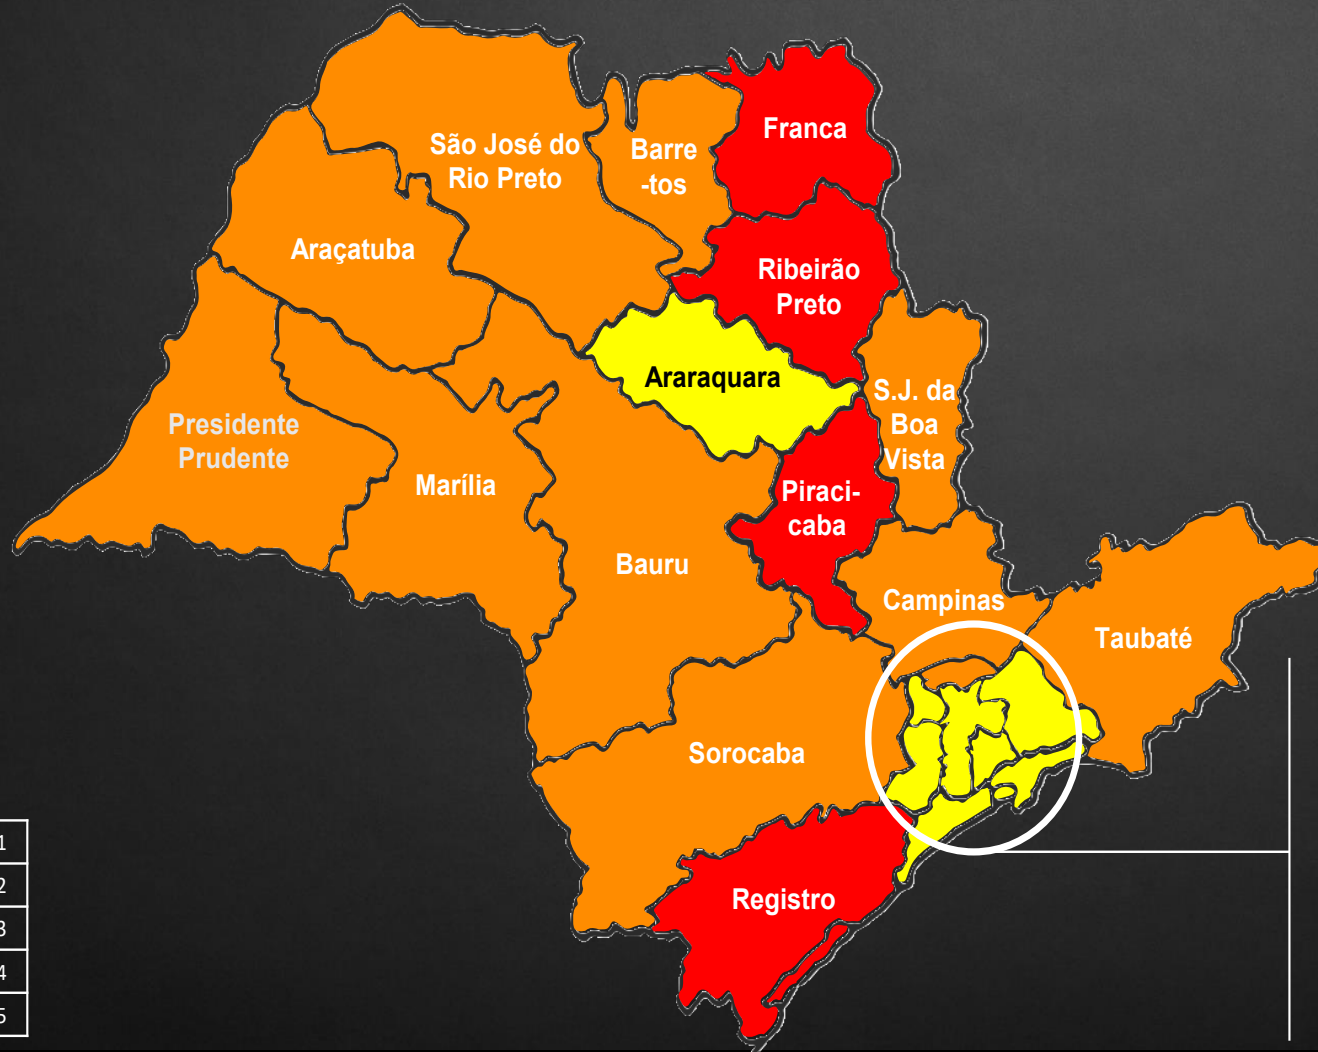 Franca
São José do
Rio Preto
Barre
-tos
Araçatuba
Ribeirão
Preto
Araraquara
S.J. da
Boa
Vista
Presidente
Prudente
Marília
Piraci-
caba
Bauru
Campinas
Taubaté
Sorocaba
Registro
1
2
3
4
5